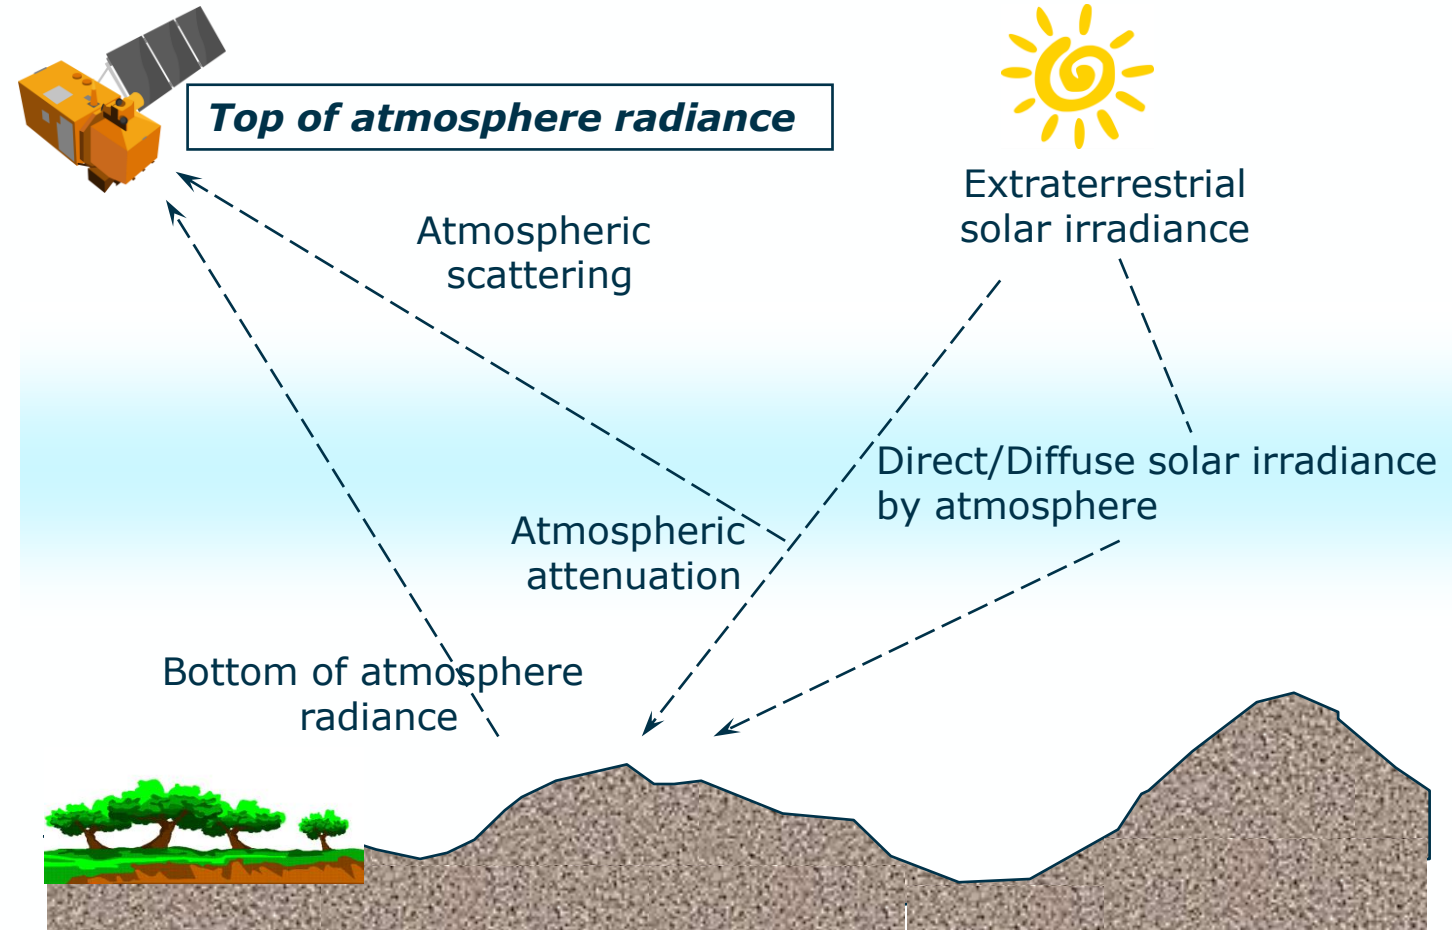 Top of atmosphere radiance
Extraterrestrial
solar irradiance
Atmospheric
scattering
Direct/Diffuse solar irradiance
by atmosphere
Atmospheric
attenuation
Bottom of atmosphere
radiance